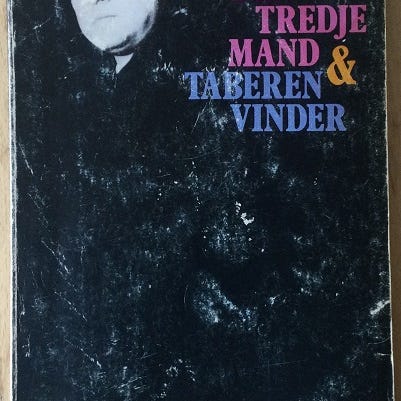 TREDJE
MAND &
TABEREN
VINDER